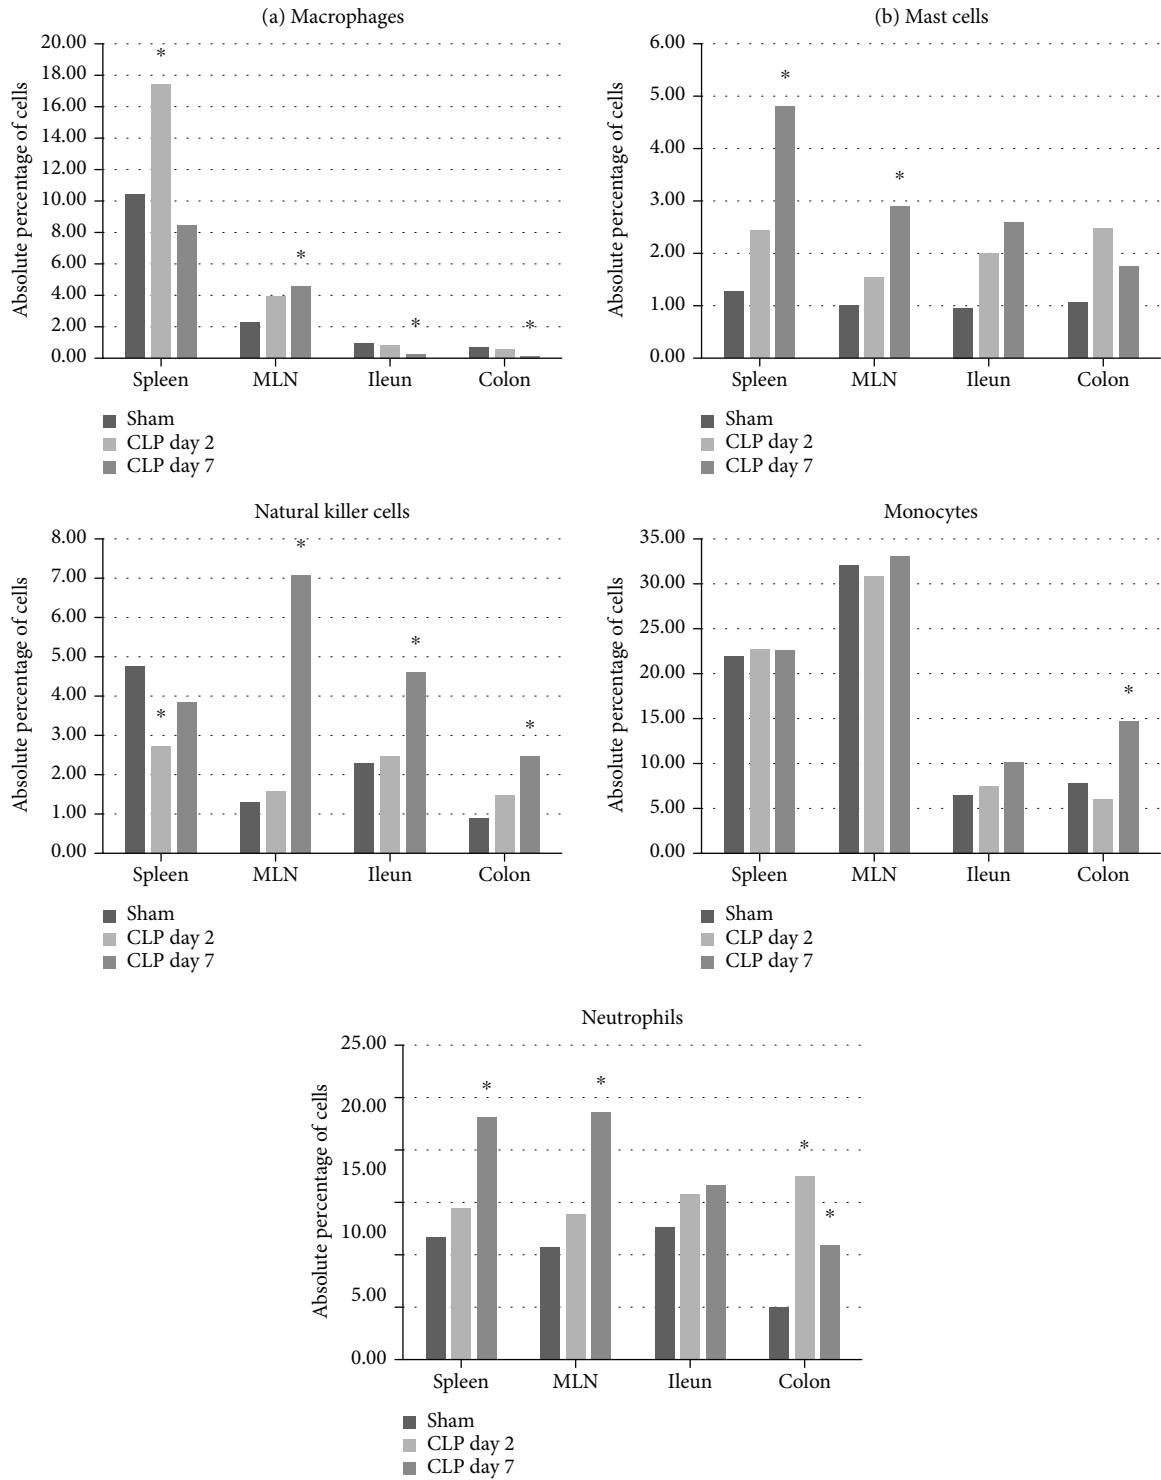 (a) Macrophages
Absolute percentage of cells
20.00
18.00
16.00
14.00
12.00
10.00
8.00
6.00
4.00
2.00
0.00
*
*
*
*
Spleen MLN Ileun Colon
Sham
CLP day 2
CLP day 7
(b) Mast cells
Absolute percentage of cells
6.00
5.00
4.00
3.00
2.00
1.00
0.00
*
*
Spleen MLN Ileun Colon
Sham
CLP day 2
CLP day 7
Natural killer cells
Absolute percentage of cells
8.00
7.00
6.00
5.00
4.00
3.00
2.00
1.00
0.00
*
*
*
*
Spleen MLN Ileun Colon
Sham
CLP day 2
CLP day 7
Monocytes
Absolute percentage of cells
35.00
30.00
25.00
20.00
15.00
10.00
5.00
0.00
*
Spleen MLN Ileun Colon
Sham
CLP day 2
CLP day 7
Neutrophils
Absolute percentage of cells
25.00
20.00
15.00
10.00
5.00
0.00
*
*
*
*
Spleen MLN Ileun Colon
Sham
CLP day 2
CLP day 7